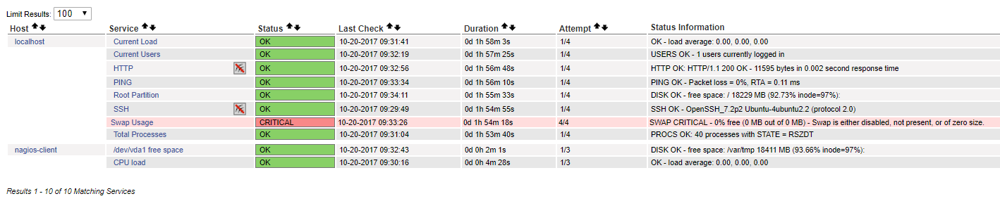 Limit Results: 100
Host Service Status Last Check Duration Attempt Status Information
localhost Current Load OK 10-20-2017 09:31:41 0d 1h 58m 3s 1/4 OK - load average: 0.00, 0.00, 0.00
Current Users OK 10-20-2017 09:32:19 0d 1h 57m 25s 1/4 USERS OK - 1 users currently logged in
HTTP OK 10-20-2017 09:32:56 0d 1h 56m 48s 1/4 HTTP OK: HTTP/1.1 200 OK - 11595 bytes in 0.002 second response time
PING OK 10-20-2017 09:33:34 0d 1h 56m 10s 1/4 PING OK - Packet loss = 0%, RTA = 0.11 ms
Root Partition OK 10-20-2017 09:34:11 0d 1h 55m 33s 1/4 DISK OK - free space: / 18229 MB (92.73% inode=97%):
SSH OK 10-20-2017 09:29:49 0d 1h 54m 55s 1/4 SSH OK - OpenSSH_7.2p2 Ubuntu-4ubuntu2.2 (protocol 2.0)
Swap Usage CRITICAL 10-20-2017 09:33:26 0d 1h 54m 18s 4/4 SWAP CRITICAL - 0% free (0 MB out of 0 MB) - Swap is either disabled, not present, or of zero size.
Total Processes OK 10-20-2017 09:31:04 0d 1h 53m 40s 1/4 PROCS OK: 40 processes with STATE = RSZDT
nagios-client /dev/vda1 free space OK 10-20-2017 09:32:43 0d 0h 2m 1s 1/3 DISK OK - free space: /var/tmp 18411 MB (93.66% inode=97%):
CPU load OK 10-20-2017 09:30:16 0d 0h 4m 28s 1/3 OK - load average: 0.00, 0.00, 0.00
Results 1 - 10 of 10 Matching Services